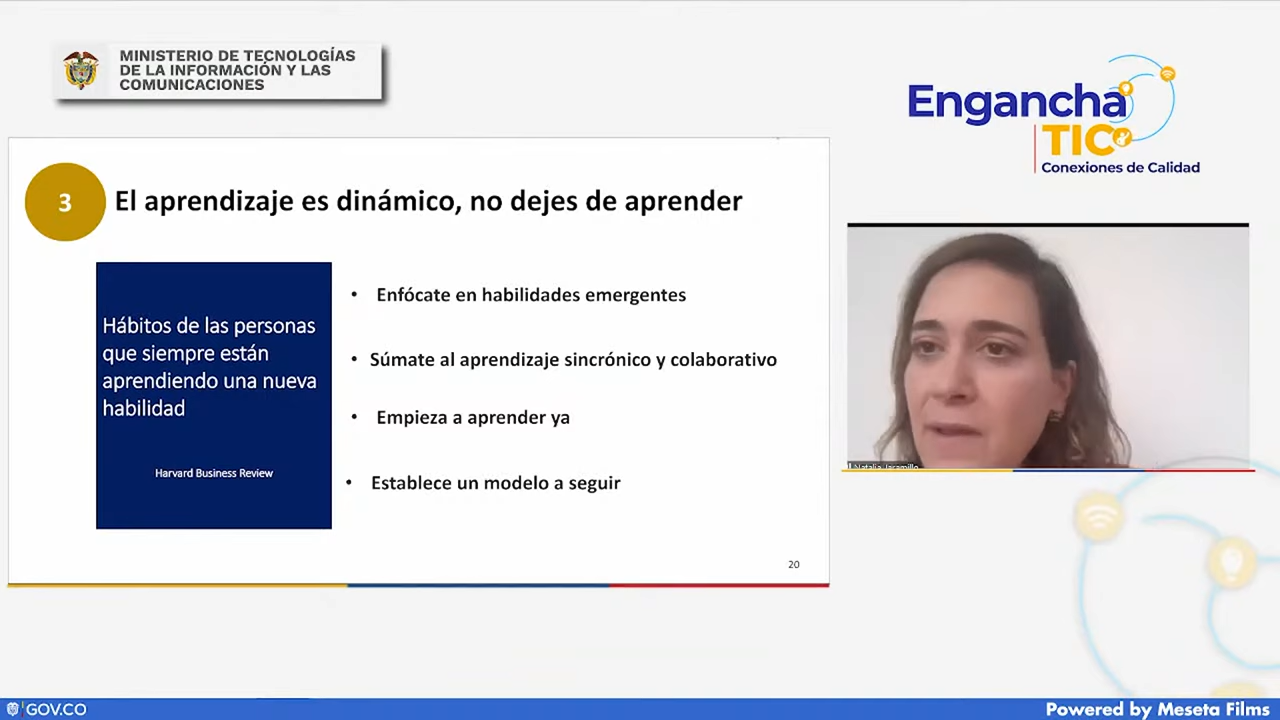 MINISTERIO DE TECNOLOGÍAS
DE LA INFORMACIÓN Y LAS
COMUNICACIONES
Engancha
TIC
Conexiones de Calidad
3
El aprendizaje es dinámico, no dejes de aprender
Hábitos de las personas
que siempre están
aprendiendo una nueva
habilidad
Harvard Business Review
• Enfócate en habilidades emergentes
• Súmate al aprendizaje sincrónico y colaborativo
• Empieza a aprender ya
• Establece un modelo a seguir
20
Natalia Jaramillo
GOV.CO
Powered by Meseta Films